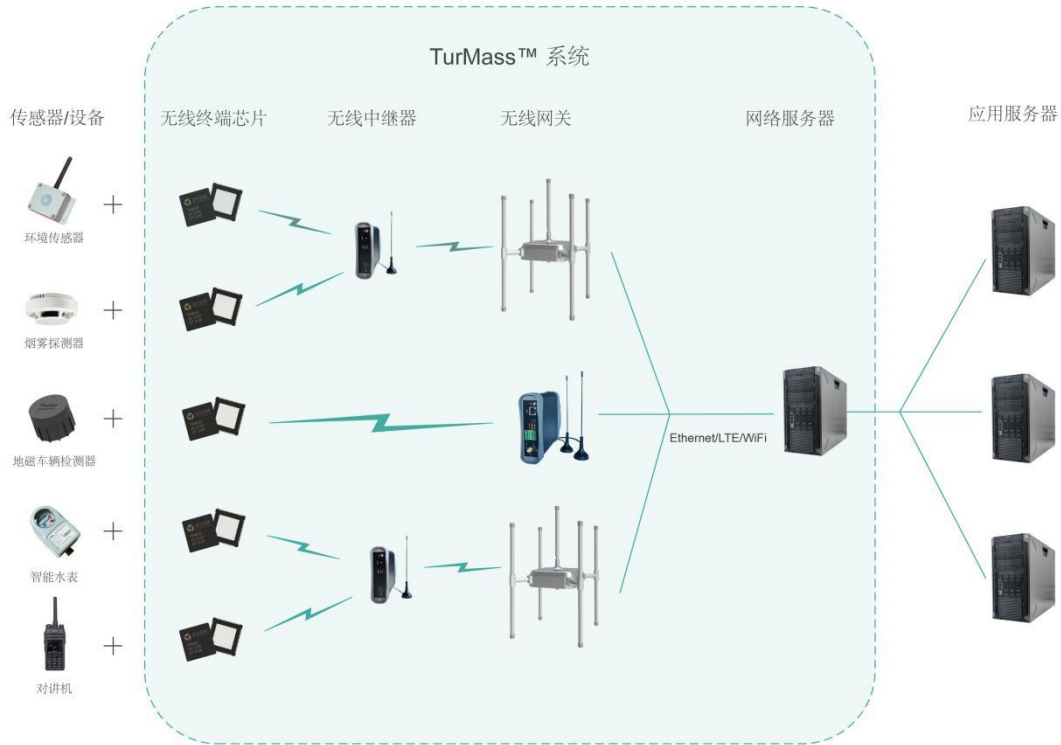 TurMass™ 系统
传感器/设备
无线终端芯片
无线中继器
无线网关
网络服务器
应用服务器
环境传感器
烟雾探测器
地磁车辆检测器
Ethernet/LTE/WiFi
智能水表
对讲机